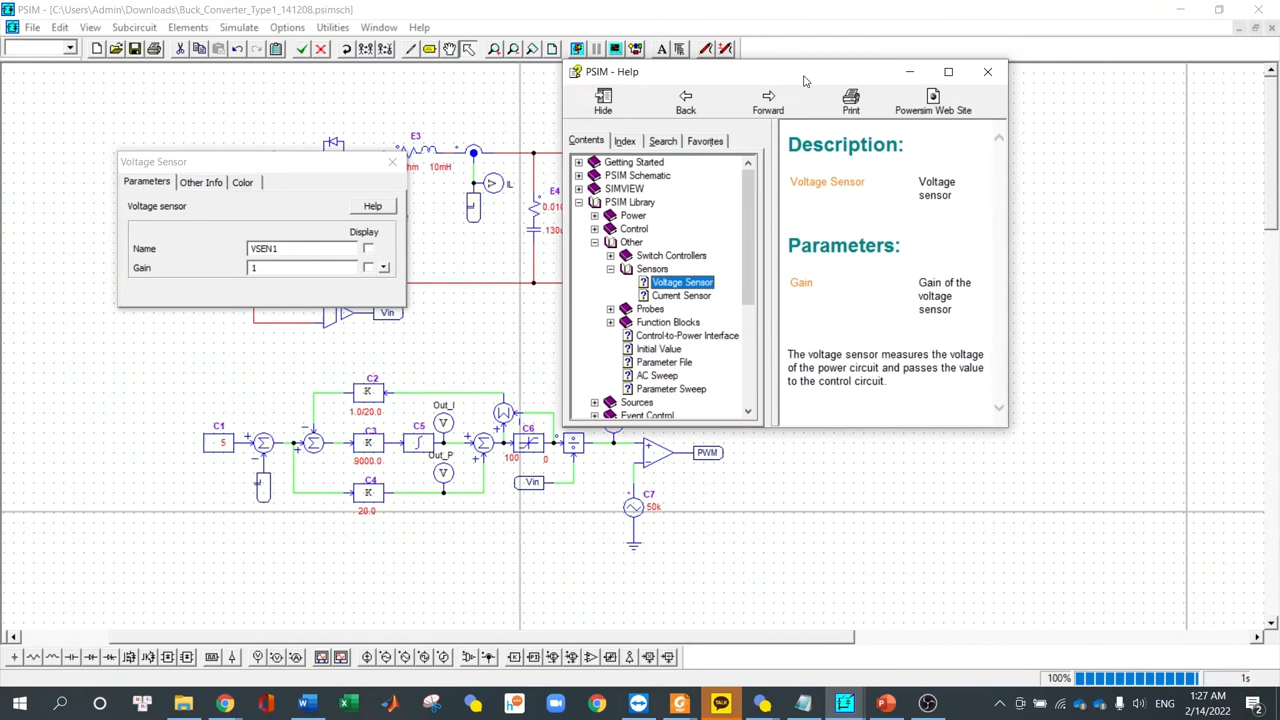 PSIM - [C:\Users\Admin\Downloads\Buck_Converter_Type1_141208.psimsch]
File Edit View Subcircuit Elements Simulate Options Utilities Window Help
PSIM - Help
Hide Back Forward Print Powersim Web Site
Contents Index Search Favorites
Getting Started
PSIM Schematic
SIMVIEW
PSIM Library
Power
Control
Other
Switch Controllers
Sensors
Voltage Sensor
Current Sensor
Probes
Function Blocks
Control-to-Power Interface
Initial Value
Parameter File
AC Sweep
Parameter Sweep
Sources
Event Control
Description:
Voltage Sensor Voltage sensor
Parameters:
Gain Gain of the voltage sensor
The voltage sensor measures the voltage
of the power circuit and passes the value
to the control circuit.
Voltage Sensor
Parameters Other Info Color
Voltage sensor Help
Display
Name VSEN1
Gain 1
E3
10mH
IL
E4
0.010
130u
Vin
C2
1.0/20.0
C1
5
C3
K
9000.0
C4
K
20.0
C5
Out_I
V
Out_P
V
C6
100 0
Vin
PWM
C7
50k
100% 1s
ENG
1:27 AM
2/14/2022
2